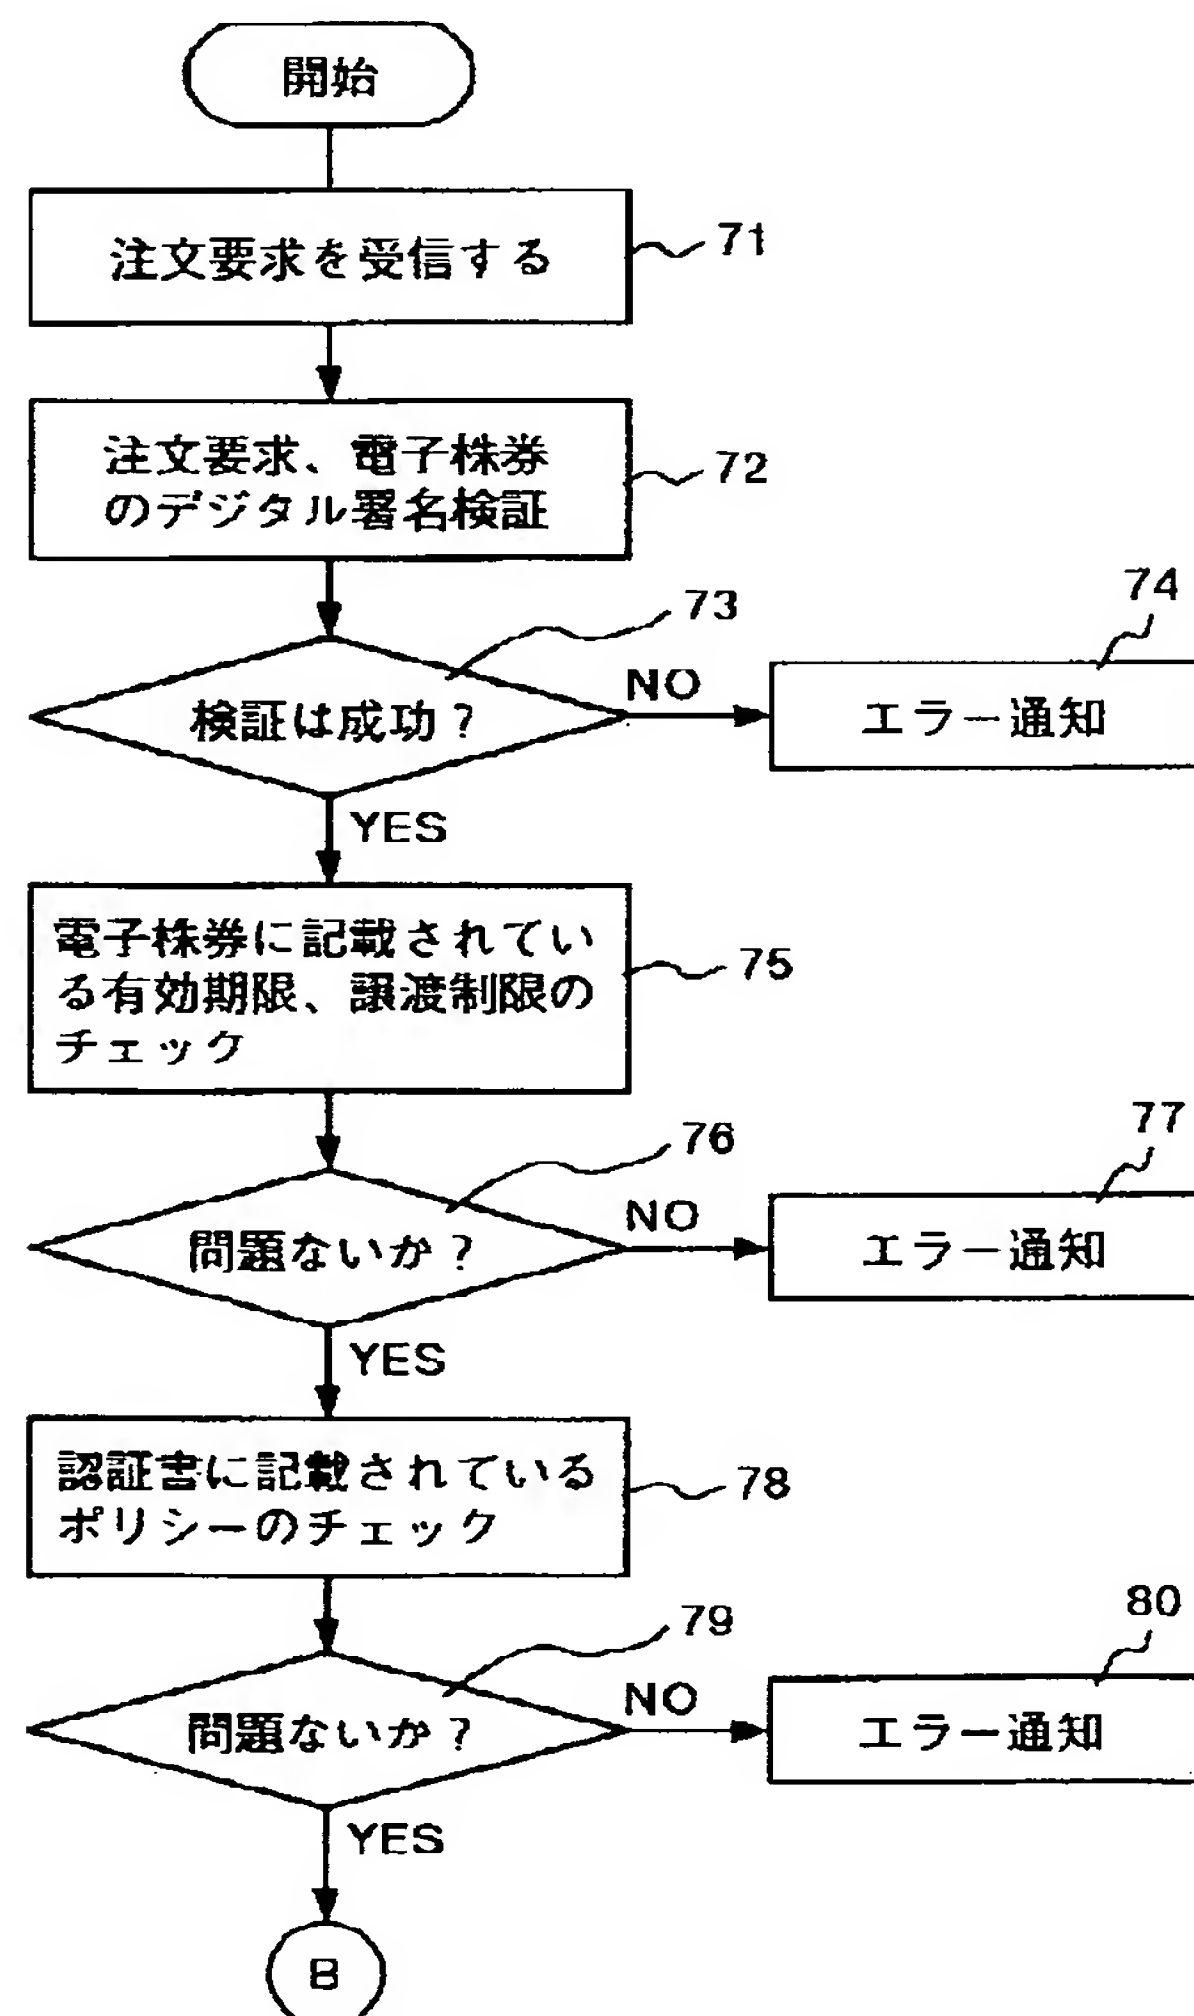 開始
注文要求を受信する
71
注文要求、電子株券
のデジタル署名検証
72
73
検証は成功?
NO
74
エラー通知
YES
電子株券に記載されてい
る有効期限、譲渡制限の
チェック
75
76
問題ないか?
NO
77
エラー通知
YES
認証書に記載されている
ポリシーのチェック
78
79
問題ないか?
NO
80
エラー通知
YES
B